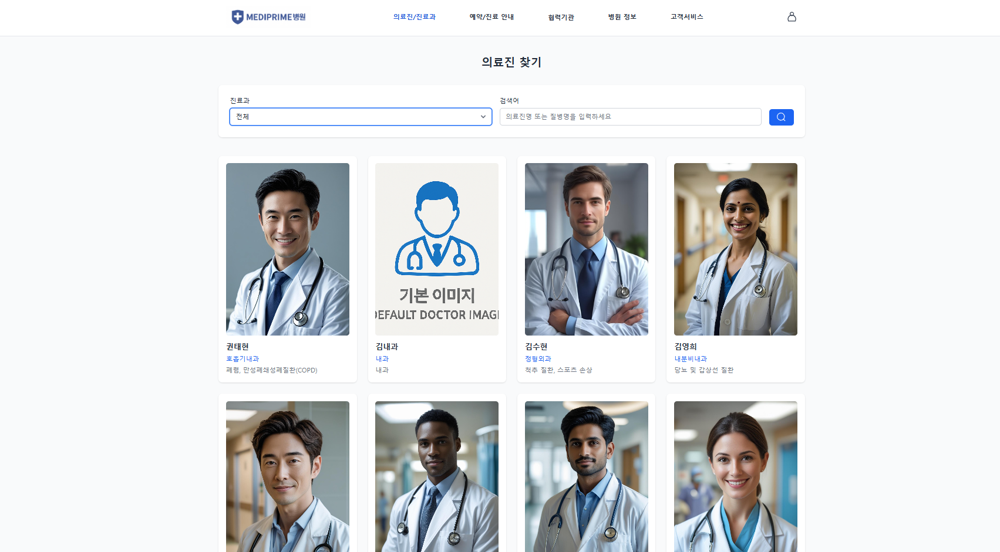 MEDIPRIME병원
의료진/진료과
예약/진료 안내
협력기관
병원 정보
고객서비스
의료진 찾기
진료과
전체
검색어
의료진명 또는 질병명을 입력하세요
기본 이미지
DEFAULT DOCTOR IMAGE
권태현
호흡기내과
폐렴, 만성폐쇄성폐질환(COPD)
김내과
내과
내과
김수현
정형외과
척추 질환, 스포츠 손상
김영희
내분비내과
당뇨 및 갑상선 질환